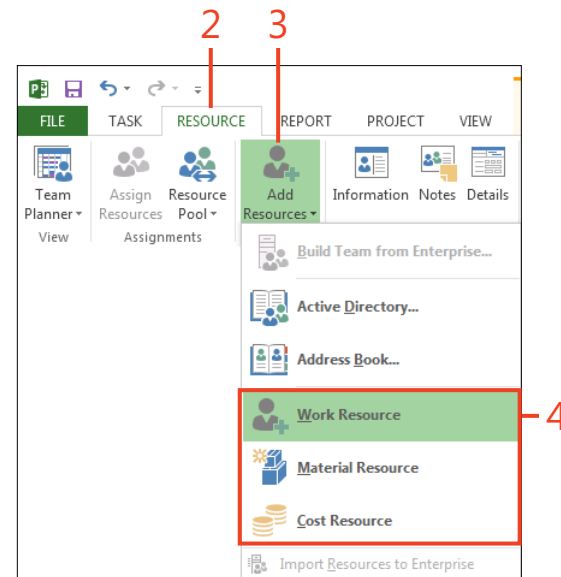 2 3
FILE TASK RESOURCE REPORT PROJECT VIEW
Team Planner Assign Resources Resource Pool Add Resources Information Notes Details
View Assignments
Build Team from Enterprise...
Active Directory...
Address Book...
Work Resource
4
Material Resource
Cost Resource
Import Resources to Enterprise